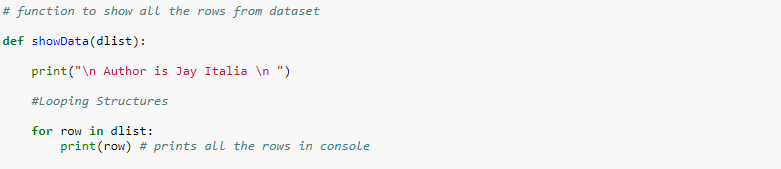 # function to show all the rows from dataset
def showData(dlist):
print("\n Author is Jay Italia \n ")
#Looping Structures
for row in dlist:
print(row) # prints all the rows in console